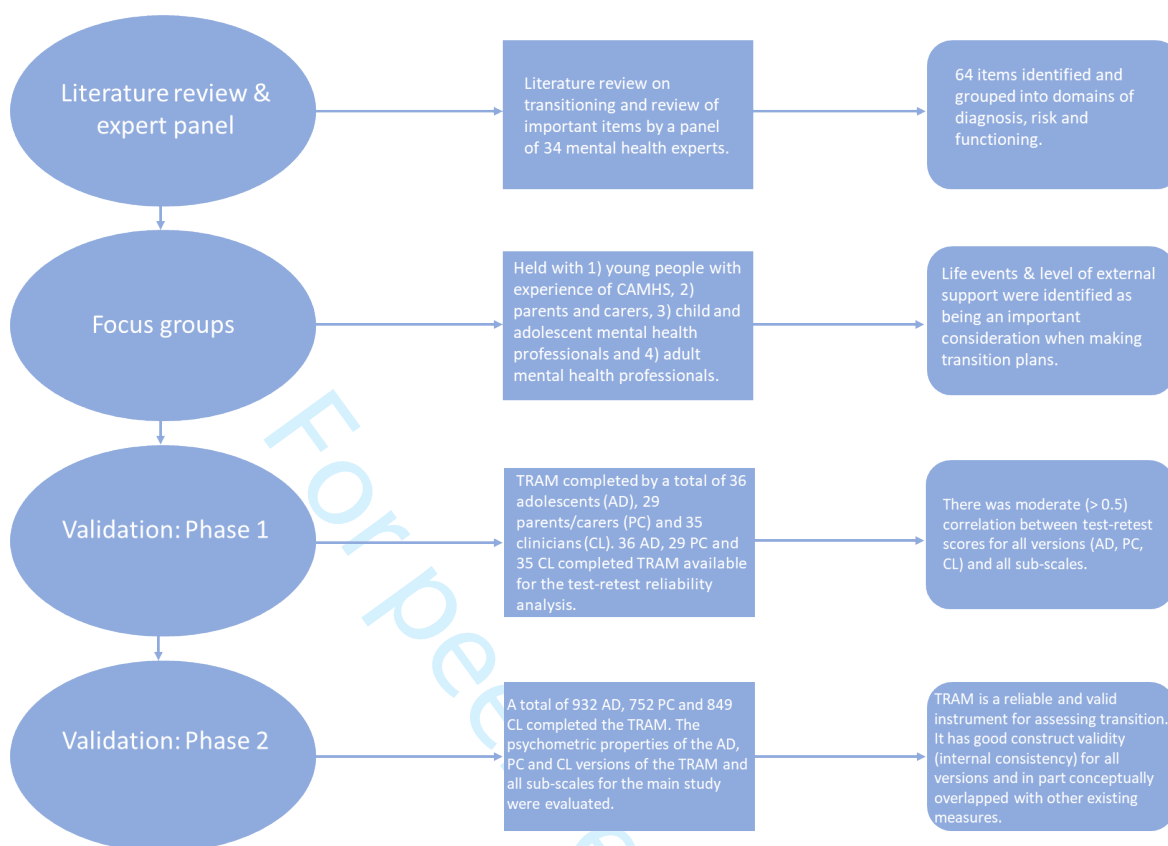 Literature review &
expert panel
Literature review on
transitioning and review of
important items by a panel
of 34 mental health experts.
64 items identified and
grouped into domains of
diagnosis, risk and
functioning.
Focus groups
Held with 1) young people with
experience of CAMHS, 2)
parents and carers, 3) child and
adolescent mental health
professionals and 4) adult
mental health professionals.
Life events & level of external
support were identified as
being an important
consideration when making
transition plans.
Validation: Phase 1
TRAM completed by a total of 36
adolescents (AD), 29
parents/carers (PC) and 35
clinicians (CL). 36 AD, 29 PC and
35 CL completed TRAM available
for the test-retest reliability
analysis.
There was moderate (> 0.5)
correlation between test-retest
scores for all versions (AD, PC,
CL) and all sub-scales.
Validation: Phase 2
A total of 932 AD, 752 PC and 849
CL completed the TRAM. The
psychometric properties of the AD,
PC and CL versions of the TRAM and
all sub-scales for the main study
were evaluated.
TRAM is a reliable and valid
instrument for assessing transition.
It has good construct validity
(internal consistency) for all
versions and in part conceptually
overlapped with other existing
measures.
For pee